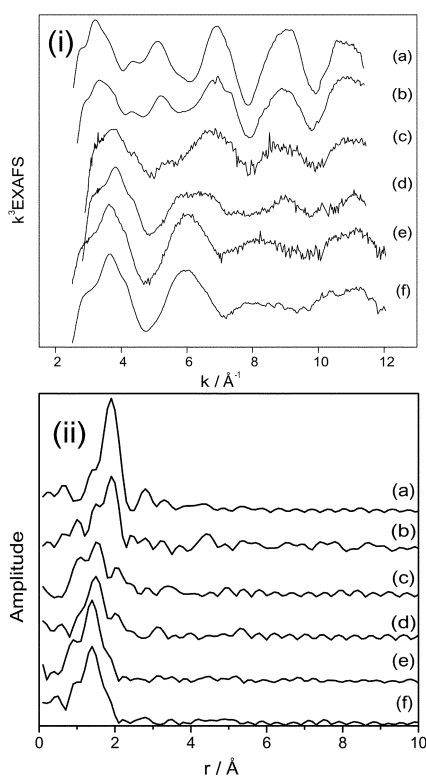 (i)
(a)
(b)
(c)
(d)
(e)
(f)
k³EXAFS
2 4 6 8 10 12
k / Å⁻¹
(ii)
(a)
(b)
(c)
(d)
(e)
(f)
Amplitude
0 2 4 6 8 10
r / Å